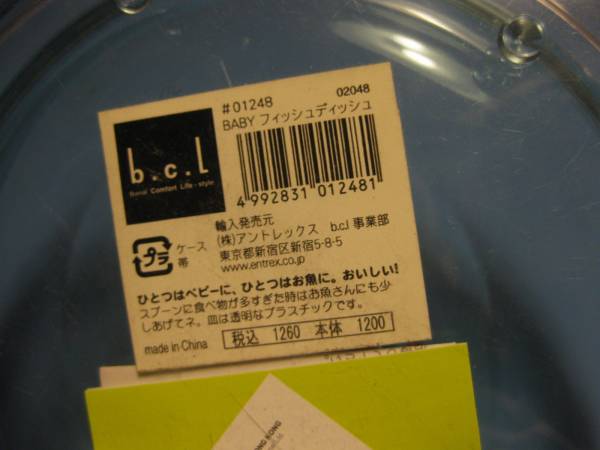 #01248 02048
BABY フィッシュディッシュ
b.c.l
Comfort Life-style
4 992831 012481
輸入発売元
(株)アントレックス b.c.l 事業部
東京都新宿区新宿5-8-5
www.entrex.co.jp
プラ
ケース
帯
ひとつはベビーに、ひとつはお魚に。おいしい!
スプーンに食べ物が多すぎた時はお魚さんにも少
しあげてネ。皿は透明なプラスチックです。
made in China
税込 1260 本体 1200
KONG